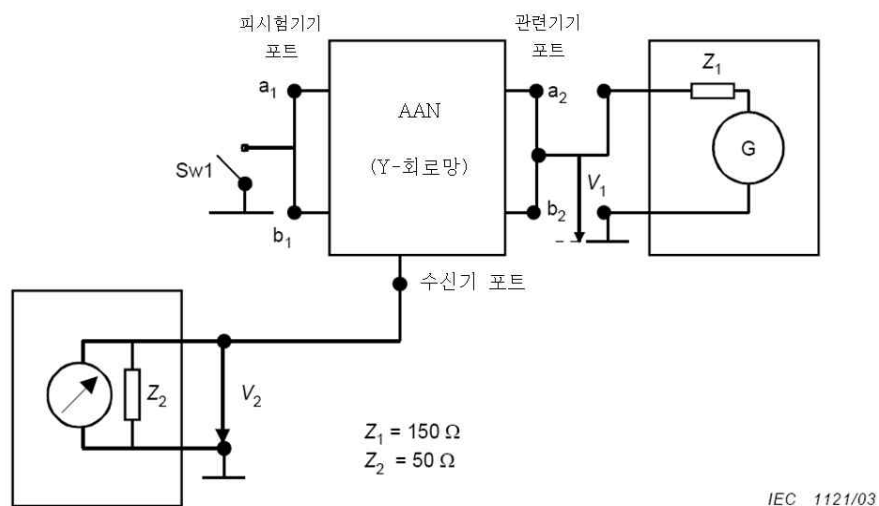 피시험기기
포트
관련기기
포트
a₁
AAN
(Y-회로망)
a₂
Z₁
G
Sw1
V₁
b₁
b₂
수신기 포트
Z₂
V₂
Z₁ = 150 Ω
Z₂ = 50 Ω
IEC 1121/03